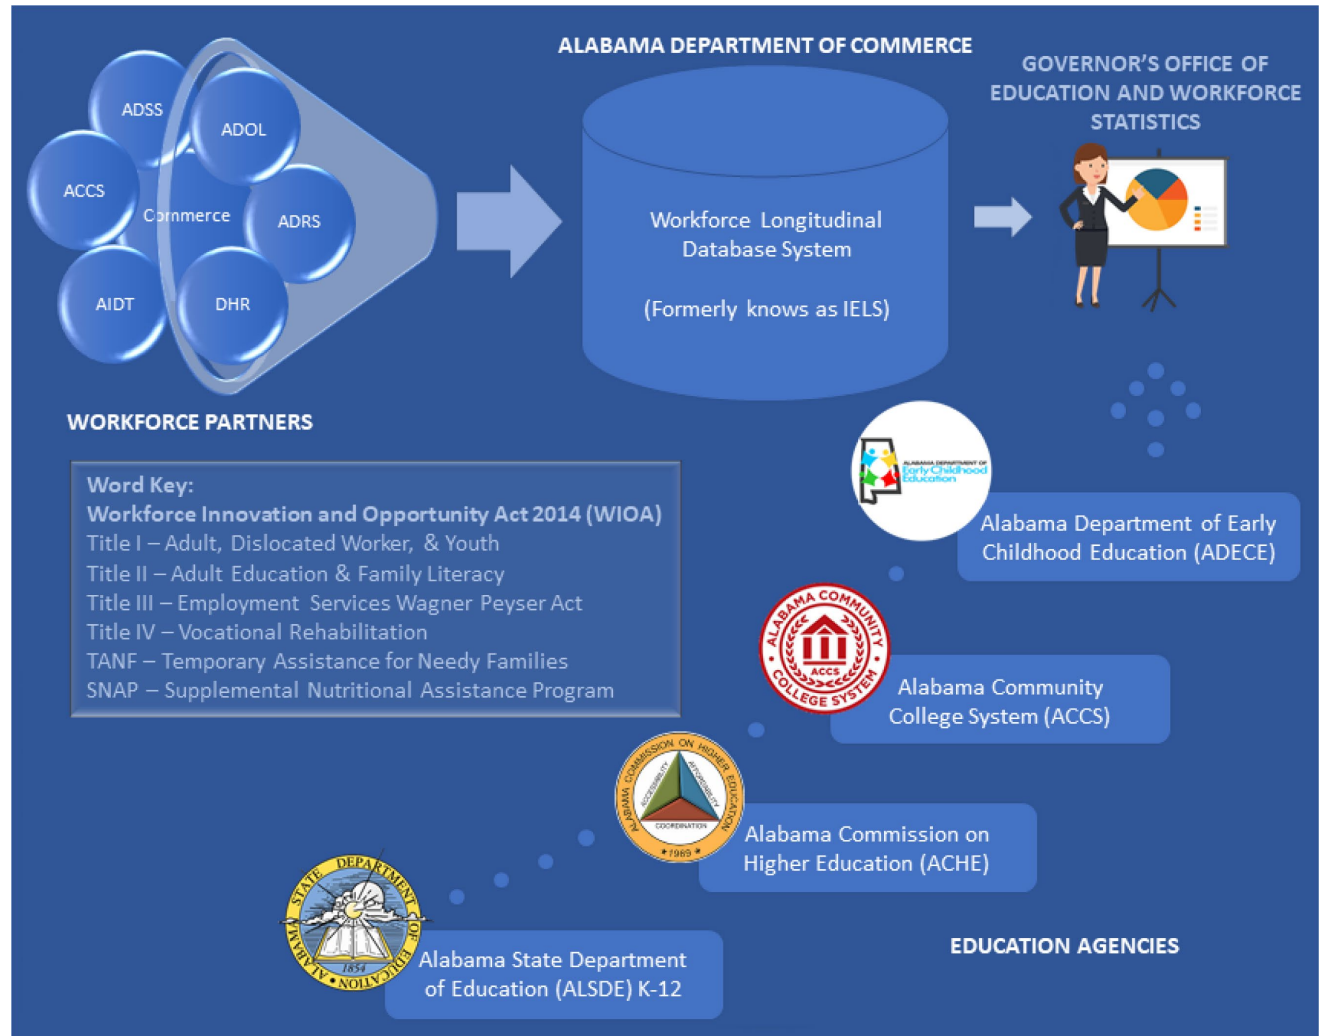 ALABAMA DEPARTMENT OF COMMERCE
GOVERNOR'S OFFICE OF
EDUCATION AND WORKFORCE
STATISTICS
ADSS
ADOL
ACCS
Commerce
ADRS
AIDT
DHR
Workforce Longitudinal
Database System
(Formerly knows as IELS)
WORKFORCE PARTNERS
Word Key:
Workforce Innovation and Opportunity Act 2014 (WIOA)
Title I – Adult, Dislocated Worker, & Youth
Title II – Adult Education & Family Literacy
Title III – Employment Services Wagner Peyser Act
Title IV – Vocational Rehabilitation
TANF – Temporary Assistance for Needy Families
SNAP – Supplemental Nutritional Assistance Program
ALABAMA DEPARTMENT OF
Early Childhood
Education
Alabama Department of Early
Childhood Education (ADECE)
ALABAMA COMMUNITY
COLLEGE SYSTEM
ACCS
Alabama Community
College System (ACCS)
ALABAMA COMMISSION ON HIGHER EDUCATION
ACCESSIBILITY
AFFORDABILITY
COORDINATION
1969
Alabama Commission on
Higher Education (ACHE)
ALABAMA STATE DEPARTMENT OF EDUCATION
1854
Alabama State Department
of Education (ALSDE) K-12
EDUCATION AGENCIES